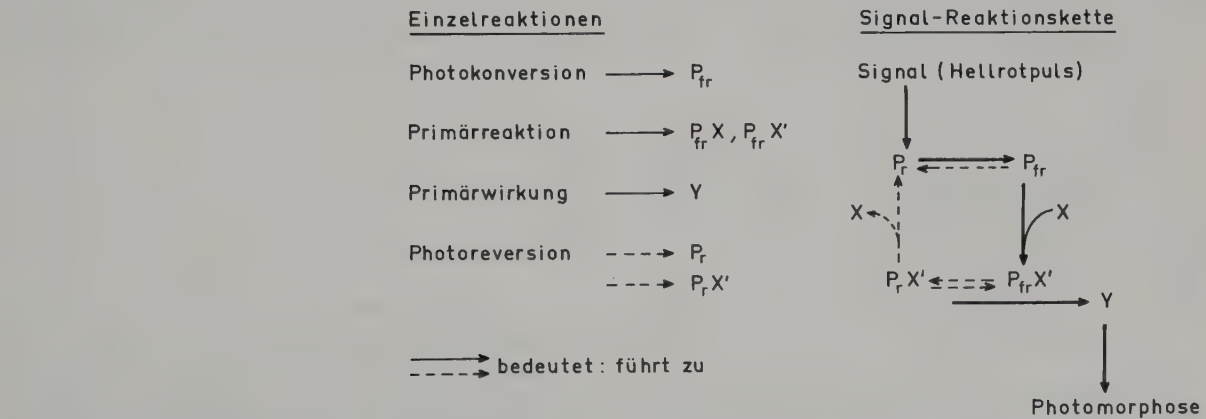 Einzelreaktionen
Photokonversion → Pfr
Primärreaktion → PfrX, PfrX'
Primärwirkung → Y
Photoreversion ---→ Pr
---→ PrX'
bedeutet: führt zu
Signal-Reaktionskette
Signal (Hellrotpuls)
Pr Pfr
X X
PrX' PfrX'
Y
Photomorphose